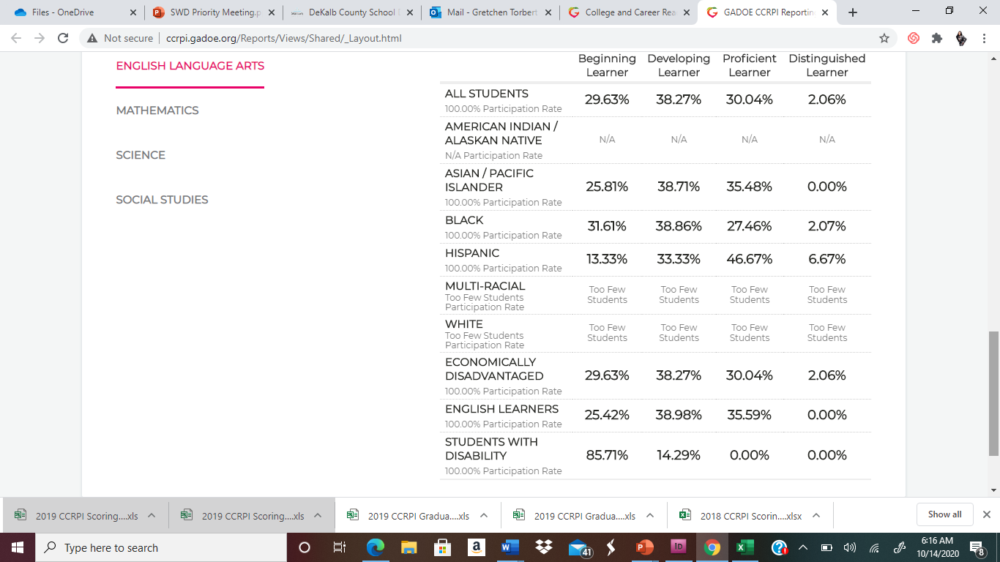 Files - OneDrive
SWD Priority Meeting.p
DeKalb County School D
Mail - Gretchen Torbert
College and Career Rea
GADOE CCRPI Reportin
Not secure
ccrpi.gadoe.org/Reports/Views/Shared/_Layout.html
ENGLISH LANGUAGE ARTS
MATHEMATICS
SCIENCE
SOCIAL STUDIES
Beginning Developing Proficient Distinguished
Learner Learner Learner Learner
ALL STUDENTS
100.00% Participation Rate
29.63% 38.27% 30.04% 2.06%
AMERICAN INDIAN /
ALASKAN NATIVE
N/A Participation Rate
N/A N/A N/A N/A
ASIAN / PACIFIC
ISLANDER
100.00% Participation Rate
25.81% 38.71% 35.48% 0.00%
BLACK
100.00% Participation Rate
31.61% 38.86% 27.46% 2.07%
HISPANIC
100.00% Participation Rate
13.33% 33.33% 46.67% 6.67%
MULTI-RACIAL
Too Few Students
Participation Rate
Too Few Too Few Too Few Too Few
Students Students Students Students
WHITE
Too Few Students
Participation Rate
Too Few Too Few Too Few Too Few
Students Students Students Students
ECONOMICALLY
DISADVANTAGED
100.00% Participation Rate
29.63% 38.27% 30.04% 2.06%
ENGLISH LEARNERS
100.00% Participation Rate
25.42% 38.98% 35.59% 0.00%
STUDENTS WITH
DISABILITY
100.00% Participation Rate
85.71% 14.29% 0.00% 0.00%
2019 CCRPI Scoring....xls
2019 CCRPI Scoring....xls
2019 CCRPI Gradua....xls
2019 CCRPI Gradua....xls
2018 CCRPI Scorin....xlsx
Show all
Type here to search
41
6:16 AM
10/14/2020
8